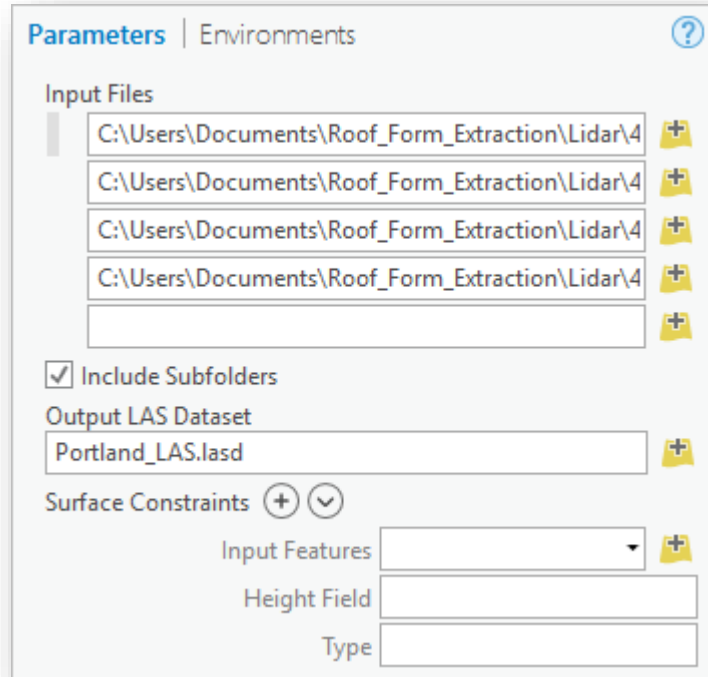 Parameters | Environments
Input Files
C:\Users\Documents\Roof_Form_Extraction\Lidar\4
C:\Users\Documents\Roof_Form_Extraction\Lidar\4
C:\Users\Documents\Roof_Form_Extraction\Lidar\4
C:\Users\Documents\Roof_Form_Extraction\Lidar\4
Include Subfolders
Output LAS Dataset
Portland_LAS.lasd
Surface Constraints
Input Features
Height Field
Type